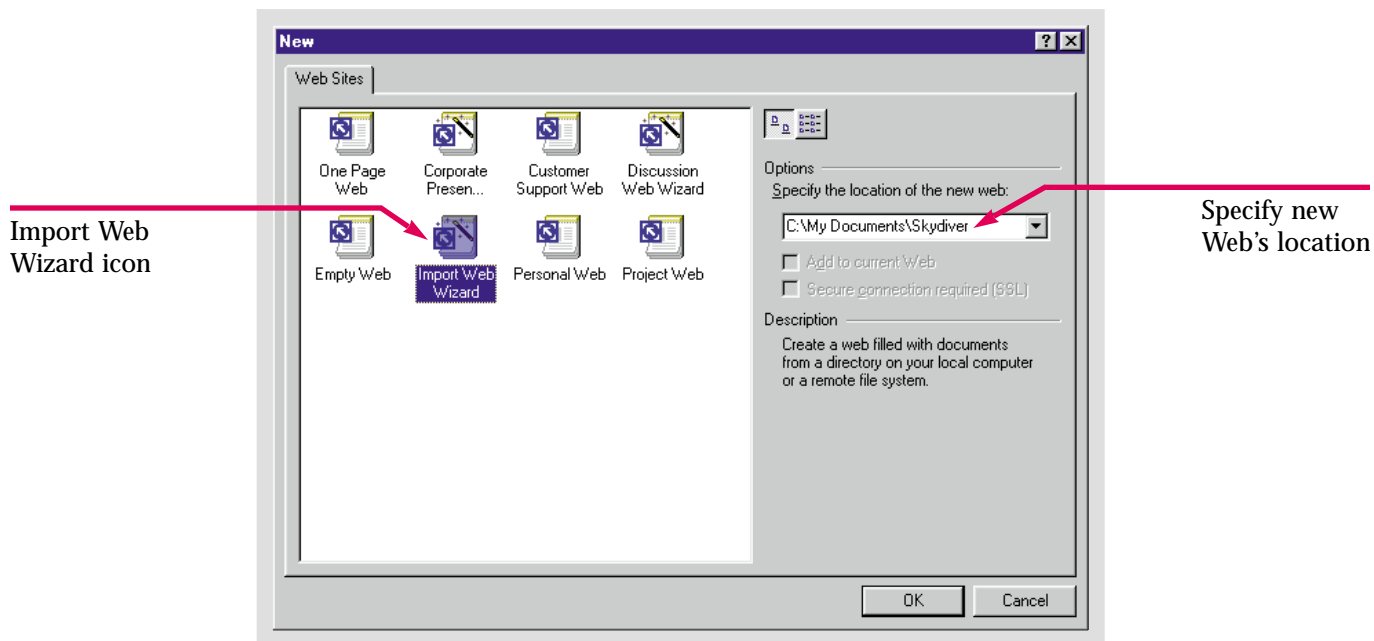 New
Web Sites
One Page
Web
Corporate
Presen...
Customer
Support Web
Discussion
Web Wizard
Empty Web
Import Web
Wizard
Personal Web
Project Web
Options
Specify the location of the new web:
C:\My Documents\Skydiver
Add to current Web
Secure connection required (SSL)
Description
Create a web filled with documents
from a directory on your local computer
or a remote file system.
OK
Cancel
Import Web
Wizard icon
Specify new
Web's location